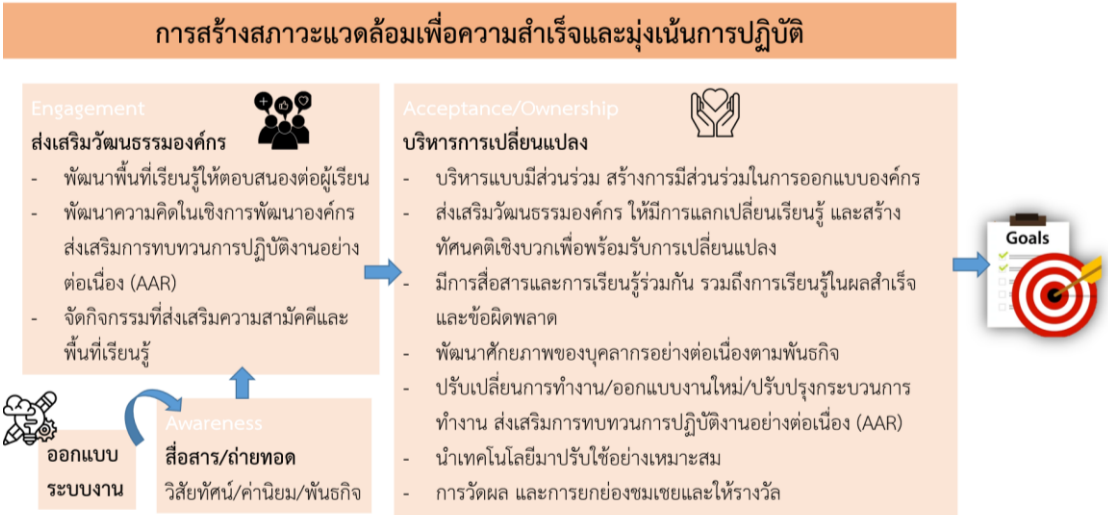 การสร้างสภาวะแวดล้อมเพื่อความสำเร็จและมุ่งเน้นการปฏิบัติ
Engagement
ส่งเสริมวัฒนธรรมองค์กร
- พัฒนาพื้นที่เรียนรู้ให้ตอบสนองต่อผู้เรียน
- พัฒนาความคิดในเชิงการพัฒนาองค์กร
ส่งเสริมการทบทวนการปฏิบัติงานอย่าง
ต่อเนื่อง (AAR)
- จัดกิจกรรมที่ส่งเสริมความสามัคคีและ
พื้นที่เรียนรู้
ออกแบบ
ระบบงาน
Awareness
สื่อสาร/ถ่ายทอด
วิสัยทัศน์/ค่านิยม/พันธกิจ
Acceptance/Ownership
บริหารการเปลี่ยนแปลง
- บริหารแบบมีส่วนร่วม สร้างการมีส่วนร่วมในการออกแบบองค์กร
- ส่งเสริมวัฒนธรรมองค์กร ให้มีการแลกเปลี่ยนเรียนรู้ และสร้าง
ทัศนคติเชิงบวกเพื่อพร้อมรับการเปลี่ยนแปลง
- มีการสื่อสารและการเรียนรู้ร่วมกัน รวมถึงการเรียนรู้ในผลสำเร็จ
และข้อผิดพลาด
- พัฒนาศักยภาพของบุคลากรอย่างต่อเนื่องตามพันธกิจ
- ปรับเปลี่ยนการทำงาน/ออกแบบงานใหม่/ปรับปรุงกระบวนการ
ทำงาน ส่งเสริมการทบทวนการปฏิบัติงานอย่างต่อเนื่อง (AAR)
- นำเทคโนโลยีมาปรับใช้อย่างเหมาะสม
- การวัดผล และการยกย่องชมเชยและให้รางวัล
Goals